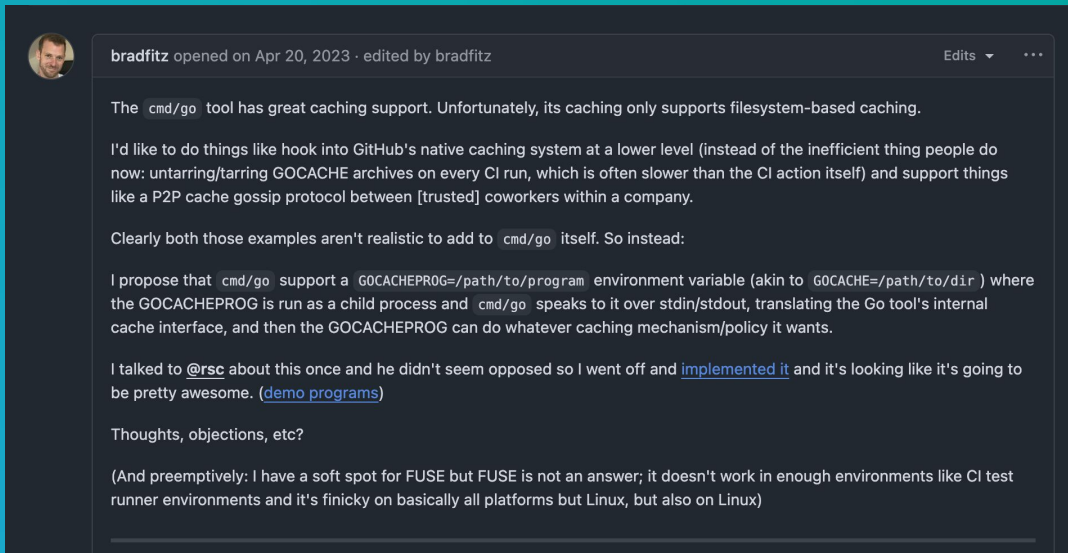 bradfitz opened on Apr 20, 2023 · edited by bradfitz Edits
The cmd/go tool has great caching support. Unfortunately, its caching only supports filesystem-based caching.
I'd like to do things like hook into GitHub's native caching system at a lower level (instead of the inefficient thing people do
now: untarring/tarring GOCACHE archives on every CI run, which is often slower than the CI action itself) and support things
like a P2P cache gossip protocol between [trusted] coworkers within a company.
Clearly both those examples aren't realistic to add to cmd/go itself. So instead:
I propose that cmd/go support a GOCACHEPROG=/path/to/program environment variable (akin to GOCACHE=/path/to/dir) where
the GOCACHEPROG is run as a child process and cmd/go speaks to it over stdin/stdout, translating the Go tool's internal
cache interface, and then the GOCACHEPROG can do whatever caching mechanism/policy it wants.
I talked to @rsc about this once and he didn't seem opposed so I went off and implemented it and it's looking like it's going to
be pretty awesome. (demo programs)
Thoughts, objections, etc?
(And preemptively: I have a soft spot for FUSE but FUSE is not an answer; it doesn't work in enough environments like CI test
runner environments and it's finicky on basically all platforms but Linux, but also on Linux)